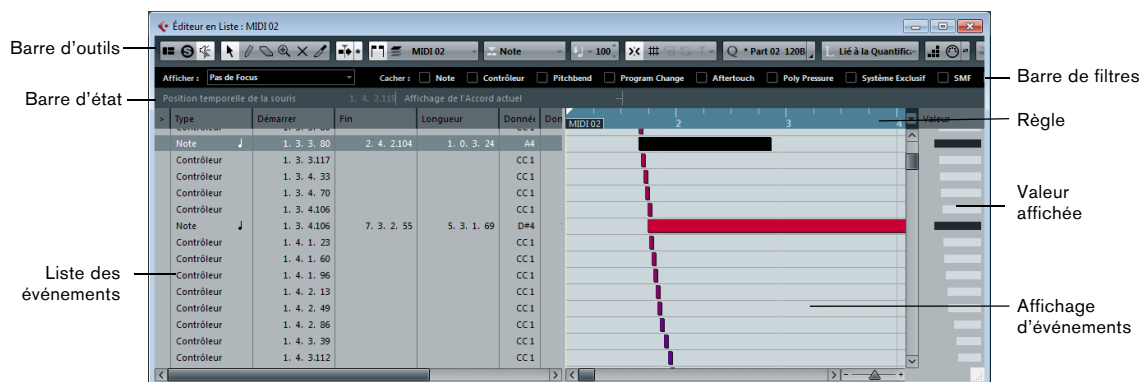 Éditeur en Liste : MIDI 02
Barre d'outils
MIDI 02 Note 100 Q * Part 02 120B L Lié à la Quantific
Afficher : Pas de Focus Cacher : Note Contrôleur Pitchbend Program Change Aftertouch Poly Pressure Système Exclusif SMF
Barre de filtres
Barre d'état
Position temporelle de la souris 1. 4. 2.119 Affichage de l'Accord actuel --
> Type Démarrer Fin Longueur Donnée Don MIDI 02 2 3 4 Valeur
Règle
Note 1. 3. 3. 80 2. 4. 2.104 1. 0. 3. 24 A4
Contrôleur 1. 3. 3.117 CC 1
Contrôleur 1. 3. 4. 33 CC 1
Contrôleur 1. 3. 4. 70 CC 1
Contrôleur 1. 3. 4.106 CC 1
Note 1. 3. 4.106 7. 3. 2. 55 5. 3. 1. 69 D#4
Contrôleur 1. 4. 1. 23 CC 1
Contrôleur 1. 4. 1. 60 CC 1
Contrôleur 1. 4. 1. 96 CC 1
Contrôleur 1. 4. 2. 13 CC 1
Contrôleur 1. 4. 2. 49 CC 1
Contrôleur 1. 4. 2. 86 CC 1
Contrôleur 1. 4. 3. 39 CC 1
Contrôleur 1. 4. 3.112 CC 1
Valeur
affichée
Liste des
événements
Affichage
d'événements